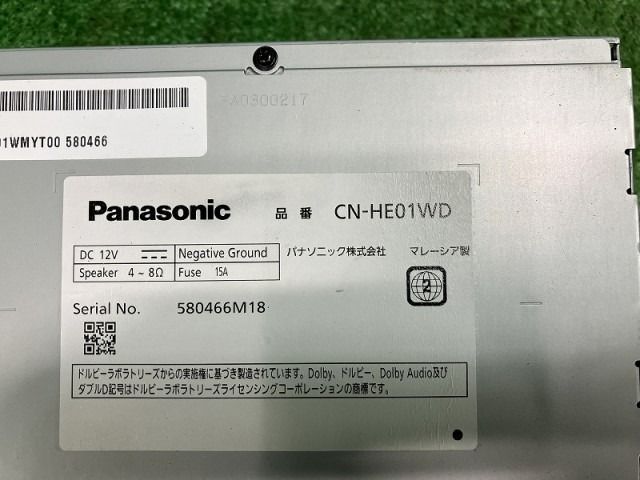 01WMYT00 580466
FA0300217
Panasonic 品番 CN-HE01WD
DC 12V Negative Ground パナソニック株式会社 マレーシア製
Speaker 4~8Ω Fuse 15A
2
Serial No. 580466M18
ドルビーラボラトリーズからの実施権に基づき製造されています。Dolby、ドルビー、Dolby Audio及び
ダブルD記号はドルビーラボラトリーズライセンシングコーポレーションの商標です。